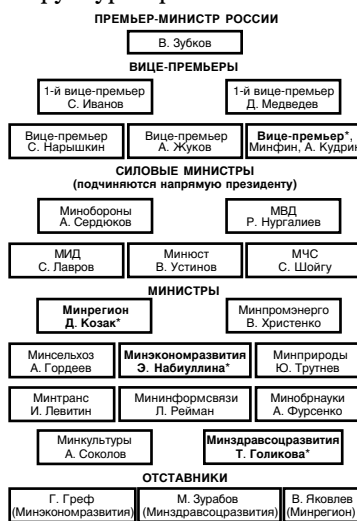 ПРЕМЬЕР-МИНИСТР РОССИИ
В. Зубков
ВИЦЕ-ПРЕМЬЕРЫ
1-й вице-премьер
С. Иванов
1-й вице-премьер
Д. Медведев
Вице-премьер
С. Нарышкин
Вице-премьер
А. Жуков
Вице-премьер*,
Минфин, А. Кудрин
СИЛОВЫЕ МИНИСТРЫ
(подчиняются напрямую президенту)
Минобороны
А. Сердюков
МВД
Р. Нургалиев
МИД
С. Лавров
Минюст
В. Устинов
МЧС
С. Шойгу
МИНИСТРЫ
Минрегион
Д. Козак*
Минпромэнерго
В. Христенко
Минсельхоз
А. Гордеев
Минэкономразвития
Э. Набиуллина*
Минприроды
Ю. Трутнев
Минтранс
И. Левитин
Мининформсвязи
Л. Рейман
Минобрнауки
А. Фурсенко
Минкультуры
А. Соколов
Минздравсоцразвития
Т. Голикова*
ОТСТАВНИКИ
Г. Греф
(Минэкономразвития)
М. Зурабов
(Минздравсоцразвития)
В. Яковлев
(Минрегион)